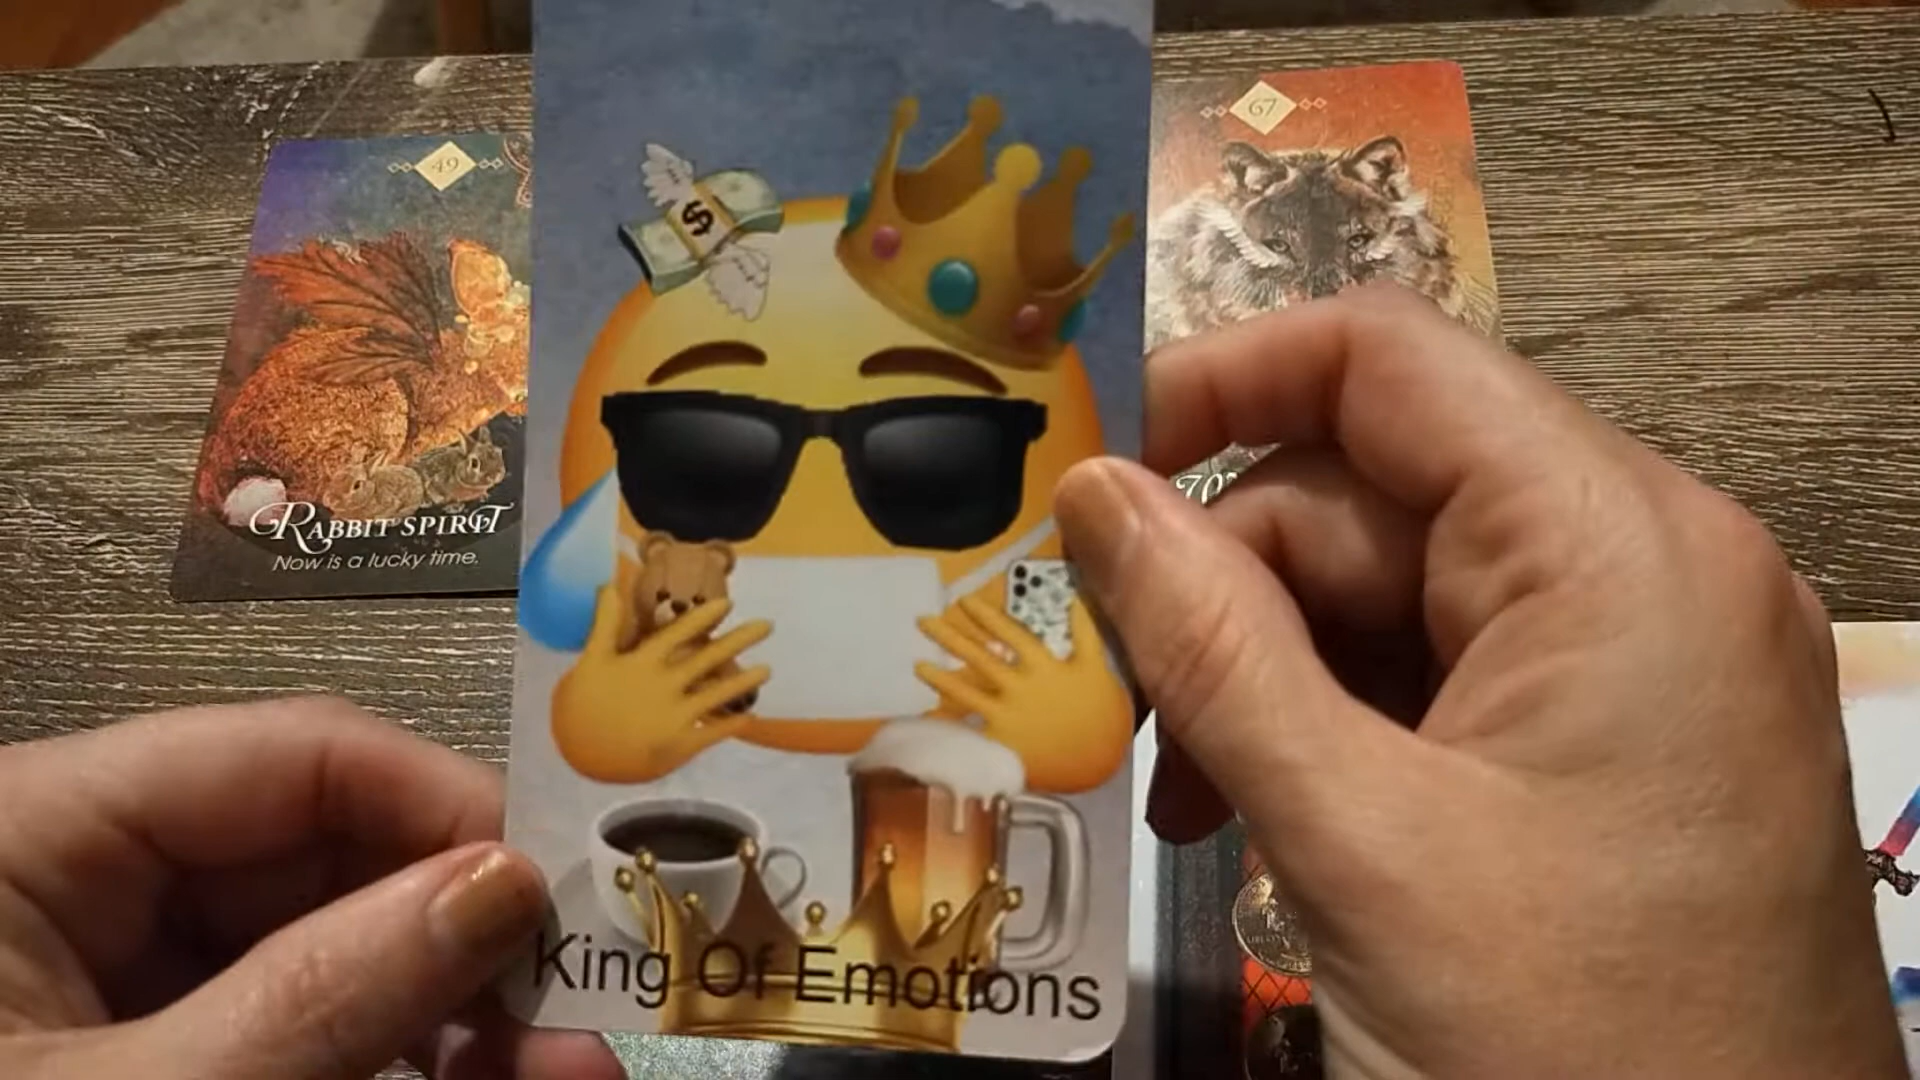 49
67
$
RABBIT SPIRIT
Now is a lucky time.
King Of Emotions